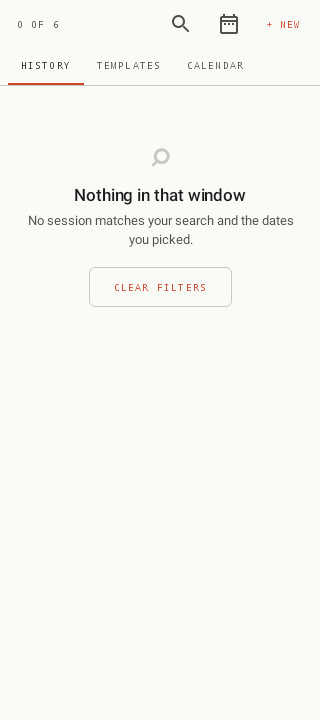 0 OF 6
+ NEW
HISTORY
TEMPLATES
CALENDAR
Nothing in that window
No session matches your search and the dates
you picked.
CLEAR FILTERS